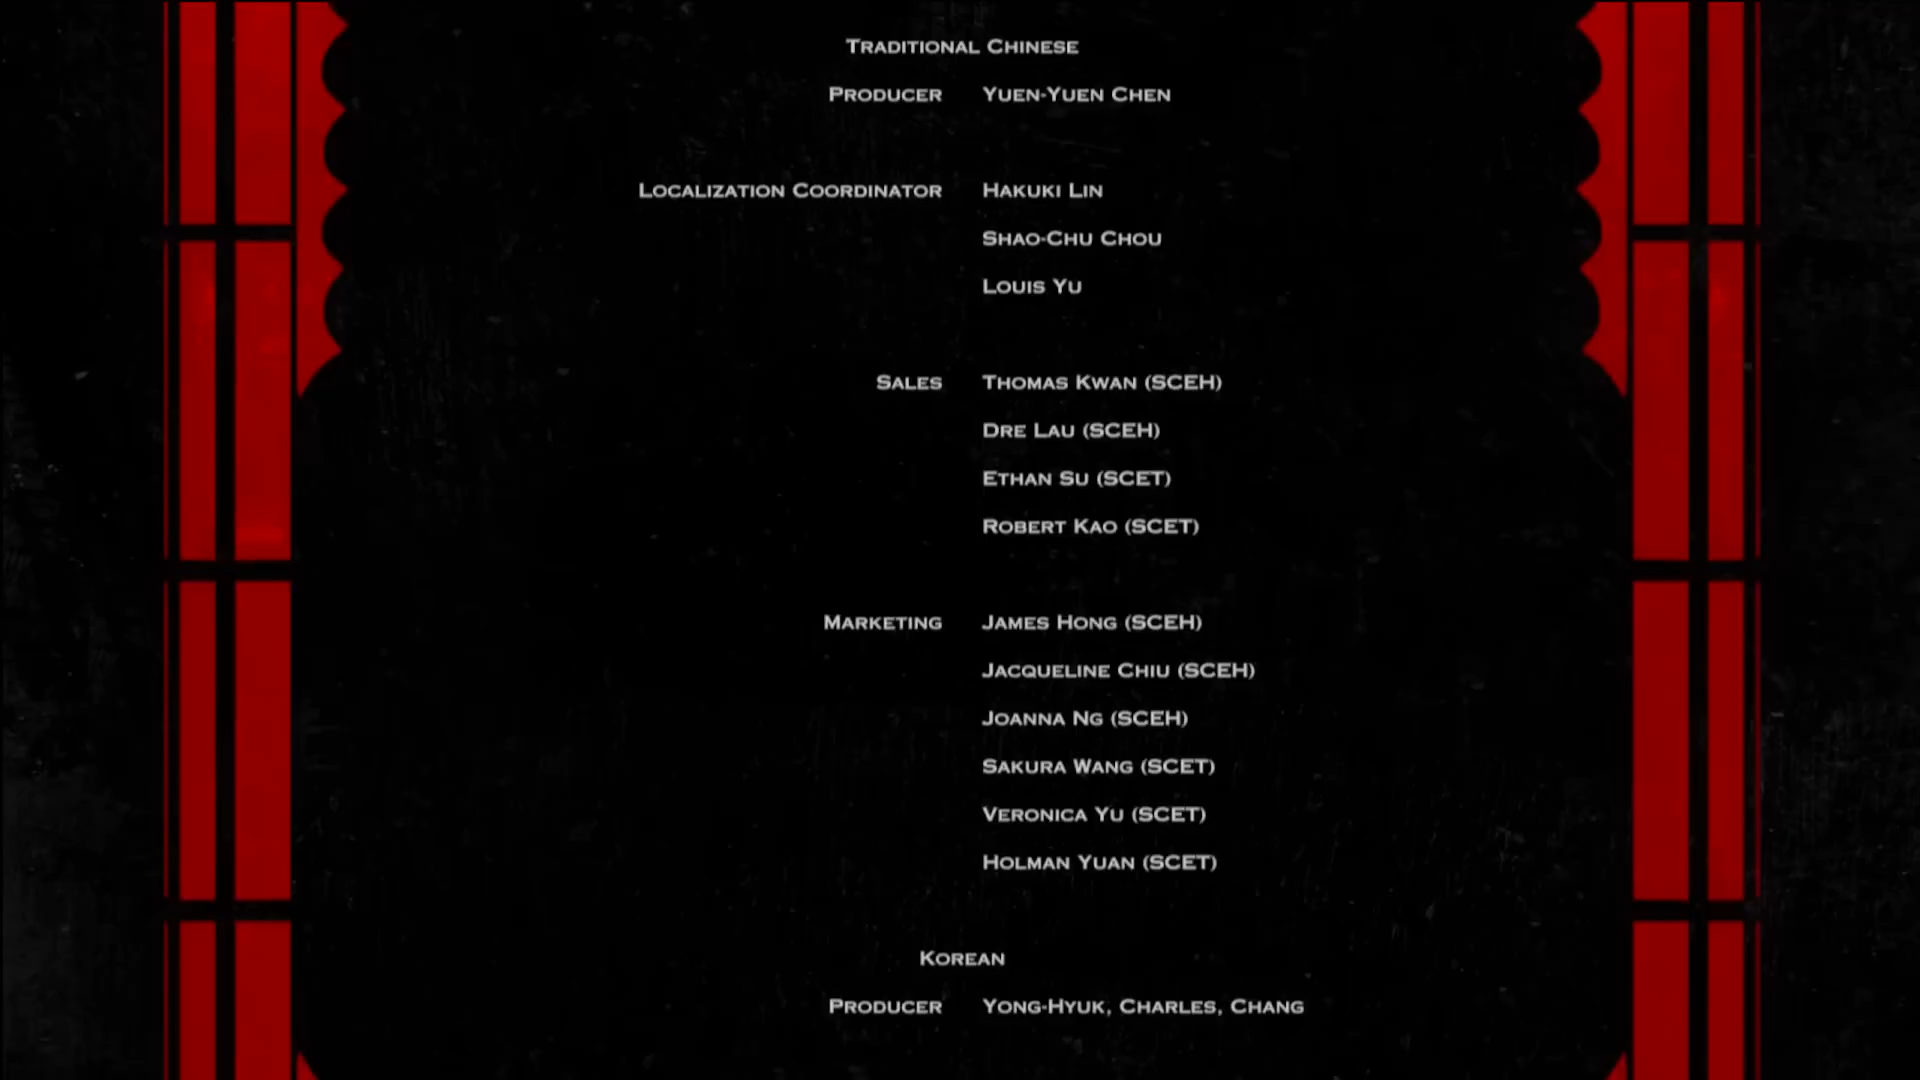 Traditional Chinese
Producer Yuen-Yuen Chen
Localization Coordinator Hakuki Lin
Shao-Chu Chou
Louis Yu
Sales Thomas Kwan (SCEH)
Dre Lau (SCEH)
Ethan Su (SCET)
Robert Kao (SCET)
Marketing James Hong (SCEH)
Jacqueline Chiu (SCEH)
Joanna Ng (SCEH)
Sakura Wang (SCET)
Veronica Yu (SCET)
Holman Yuan (SCET)
Korean
Producer Yong-Hyuk, Charles, Chang